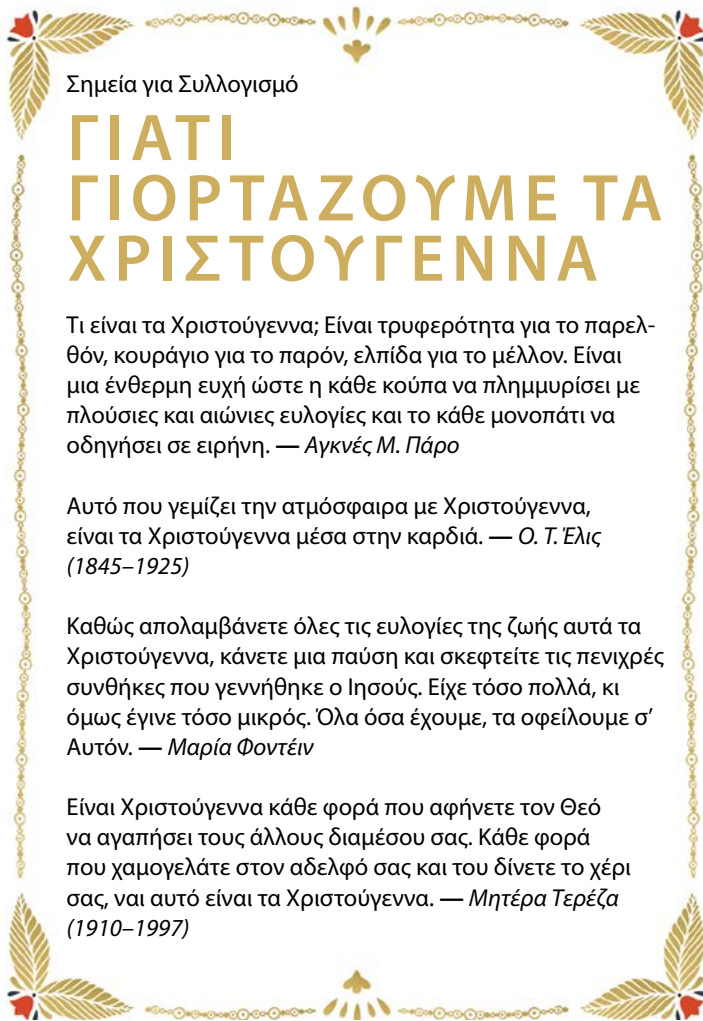 Σημεία για Συλλογισμό
ΓΙΑΤΙ
ΓΙΟΡΤΑΖΟΥΜΕ ΤΑ
ΧΡΙΣΤΟΥΓΕΝΝΑ
Τι είναι τα Χριστούγεννα; Είναι τρυφερότητα για το παρελ-
θόν, κουράγιο για το παρόν, ελπίδα για το μέλλον. Είναι
μια ένθερμη ευχή ώστε η κάθε κούπα να πλημμυρίσει με
πλούσιες και αιώνιες ευλογίες και το κάθε μονοπάτι να
οδηγήσει σε ειρήνη. — Αγκνές Μ. Πάρο
Αυτό που γεμίζει την ατμόσφαιρα με Χριστούγεννα,
είναι τα Χριστούγεννα μέσα στην καρδιά. — Ο. Τ. Έλις
(1845–1925)
Καθώς απολαμβάνετε όλες τις ευλογίες της ζωής αυτά τα
Χριστούγεννα, κάνετε μια παύση και σκεφτείτε τις πενιχρές
συνθήκες που γεννήθηκε ο Ιησούς. Είχε τόσο πολλά, κι
όμως έγινε τόσο μικρός. Όλα όσα έχουμε, τα οφείλουμε σ’
Αυτόν. — Μαρία Φοντέιν
Είναι Χριστούγεννα κάθε φορά που αφήνετε τον Θεό
να αγαπήσει τους άλλους διαμέσου σας. Κάθε φορά
που χαμογελάτε στον αδελφό σας και του δίνετε το χέρι
σας, ναι αυτό είναι τα Χριστούγεννα. — Μητέρα Τερέζα
(1910–1997)